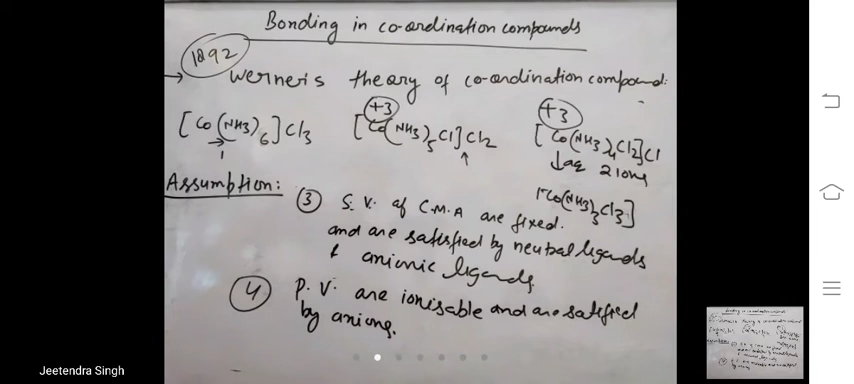 Bonding in co-ordination compounds
1892
→ Werner's theory of co-ordination compound:
[Co(NH3)6]Cl3
+3
[Co(NH3)5Cl]Cl2
+3
[Co(NH3)4Cl2]Cl
↓aq 2 ions
[Co(NH3)3Cl3]
Assumption:
③ S.V. of C.M.A are fixed.
and are satisfied by neutral ligands
& anionic ligands
④ P.V. are ionisable and are satisfied
by anions.
Jeetendra Singh